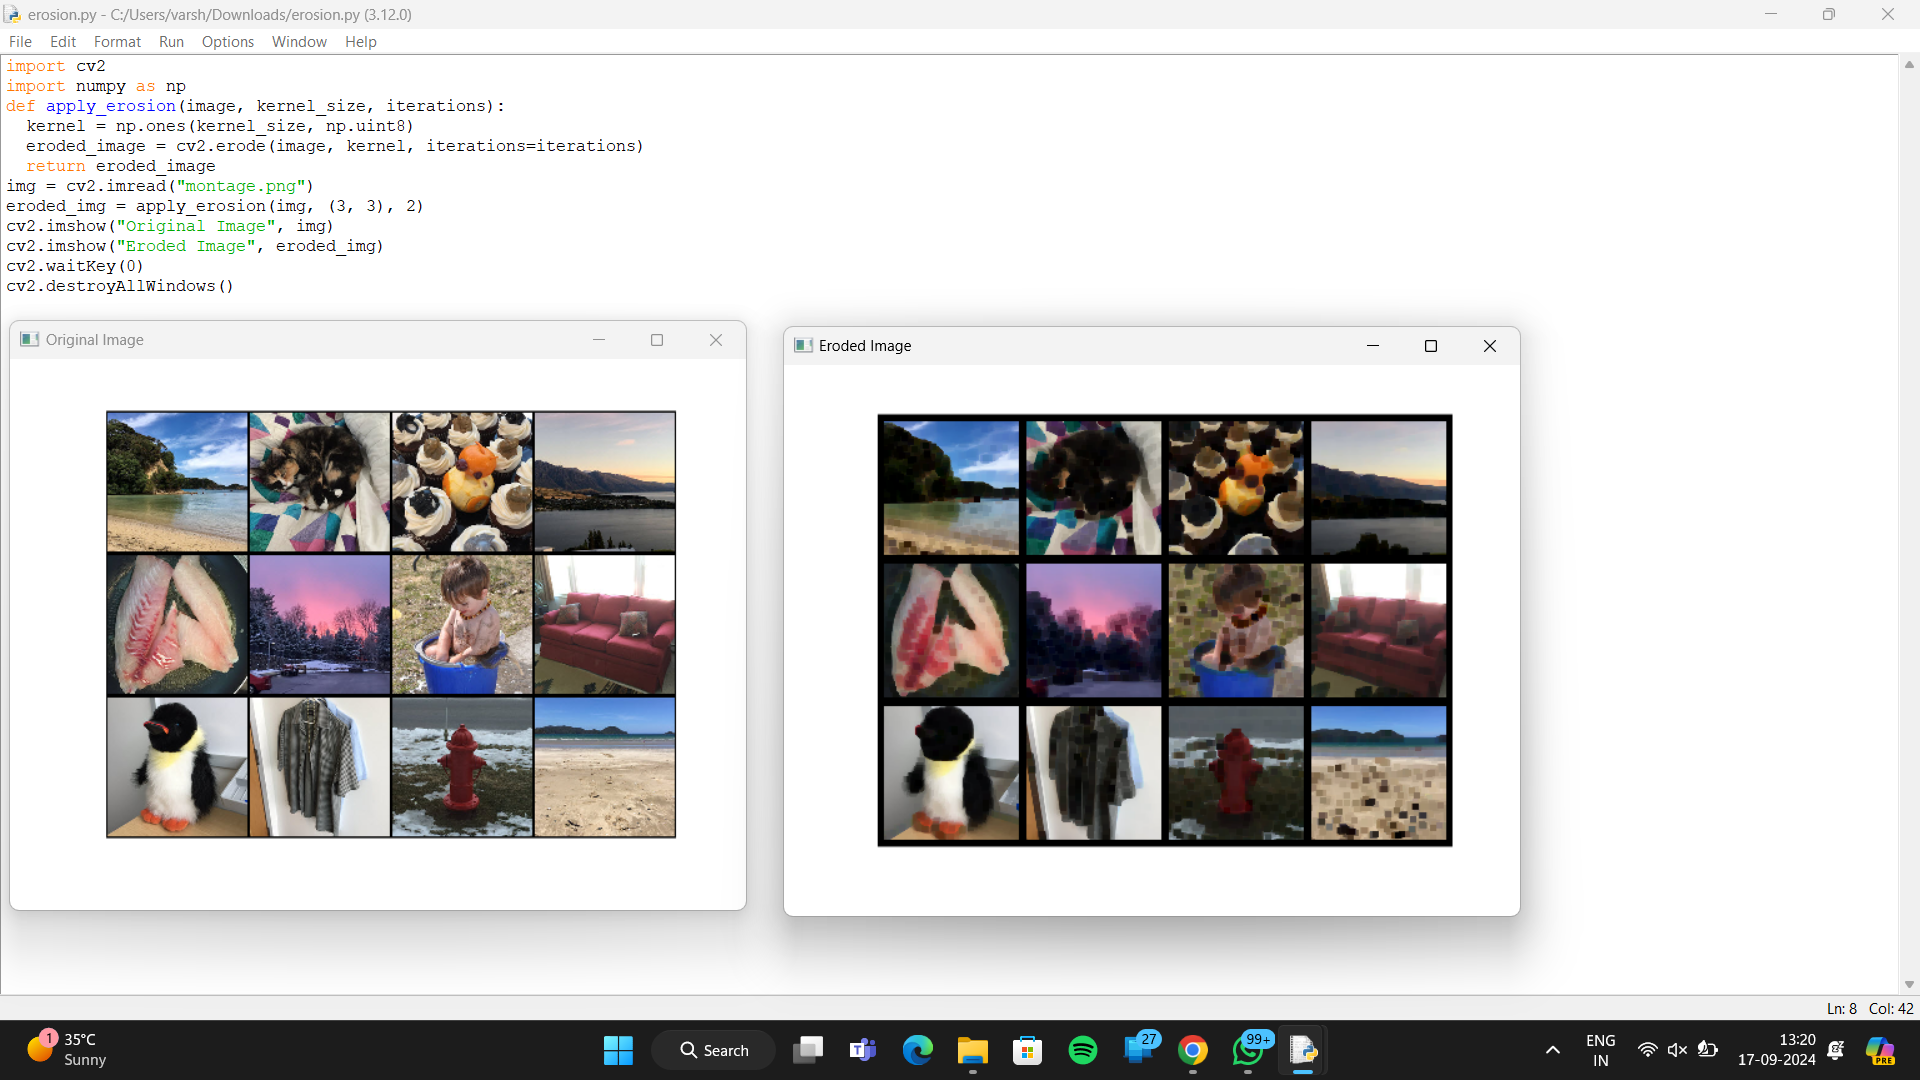 erosion.py - C:/Users/varsh/Downloads/erosion.py (3.12.0)
File Edit Format Run Options Window Help
import cv2
import numpy as np
def apply_erosion(image, kernel_size, iterations):
  kernel = np.ones(kernel_size, np.uint8)
  eroded_image = cv2.erode(image, kernel, iterations=iterations)
  return eroded_image
img = cv2.imread("montage.png")
eroded_img = apply_erosion(img, (3, 3), 2)
cv2.imshow("Original Image", img)
cv2.imshow("Eroded Image", eroded_img)
cv2.waitKey(0)
cv2.destroyAllWindows()
Original Image
Eroded Image
Ln: 8 Col: 42
1
35°C
Sunny
Search
27
99+
ENG
IN
13:20
17-09-2024
PRE